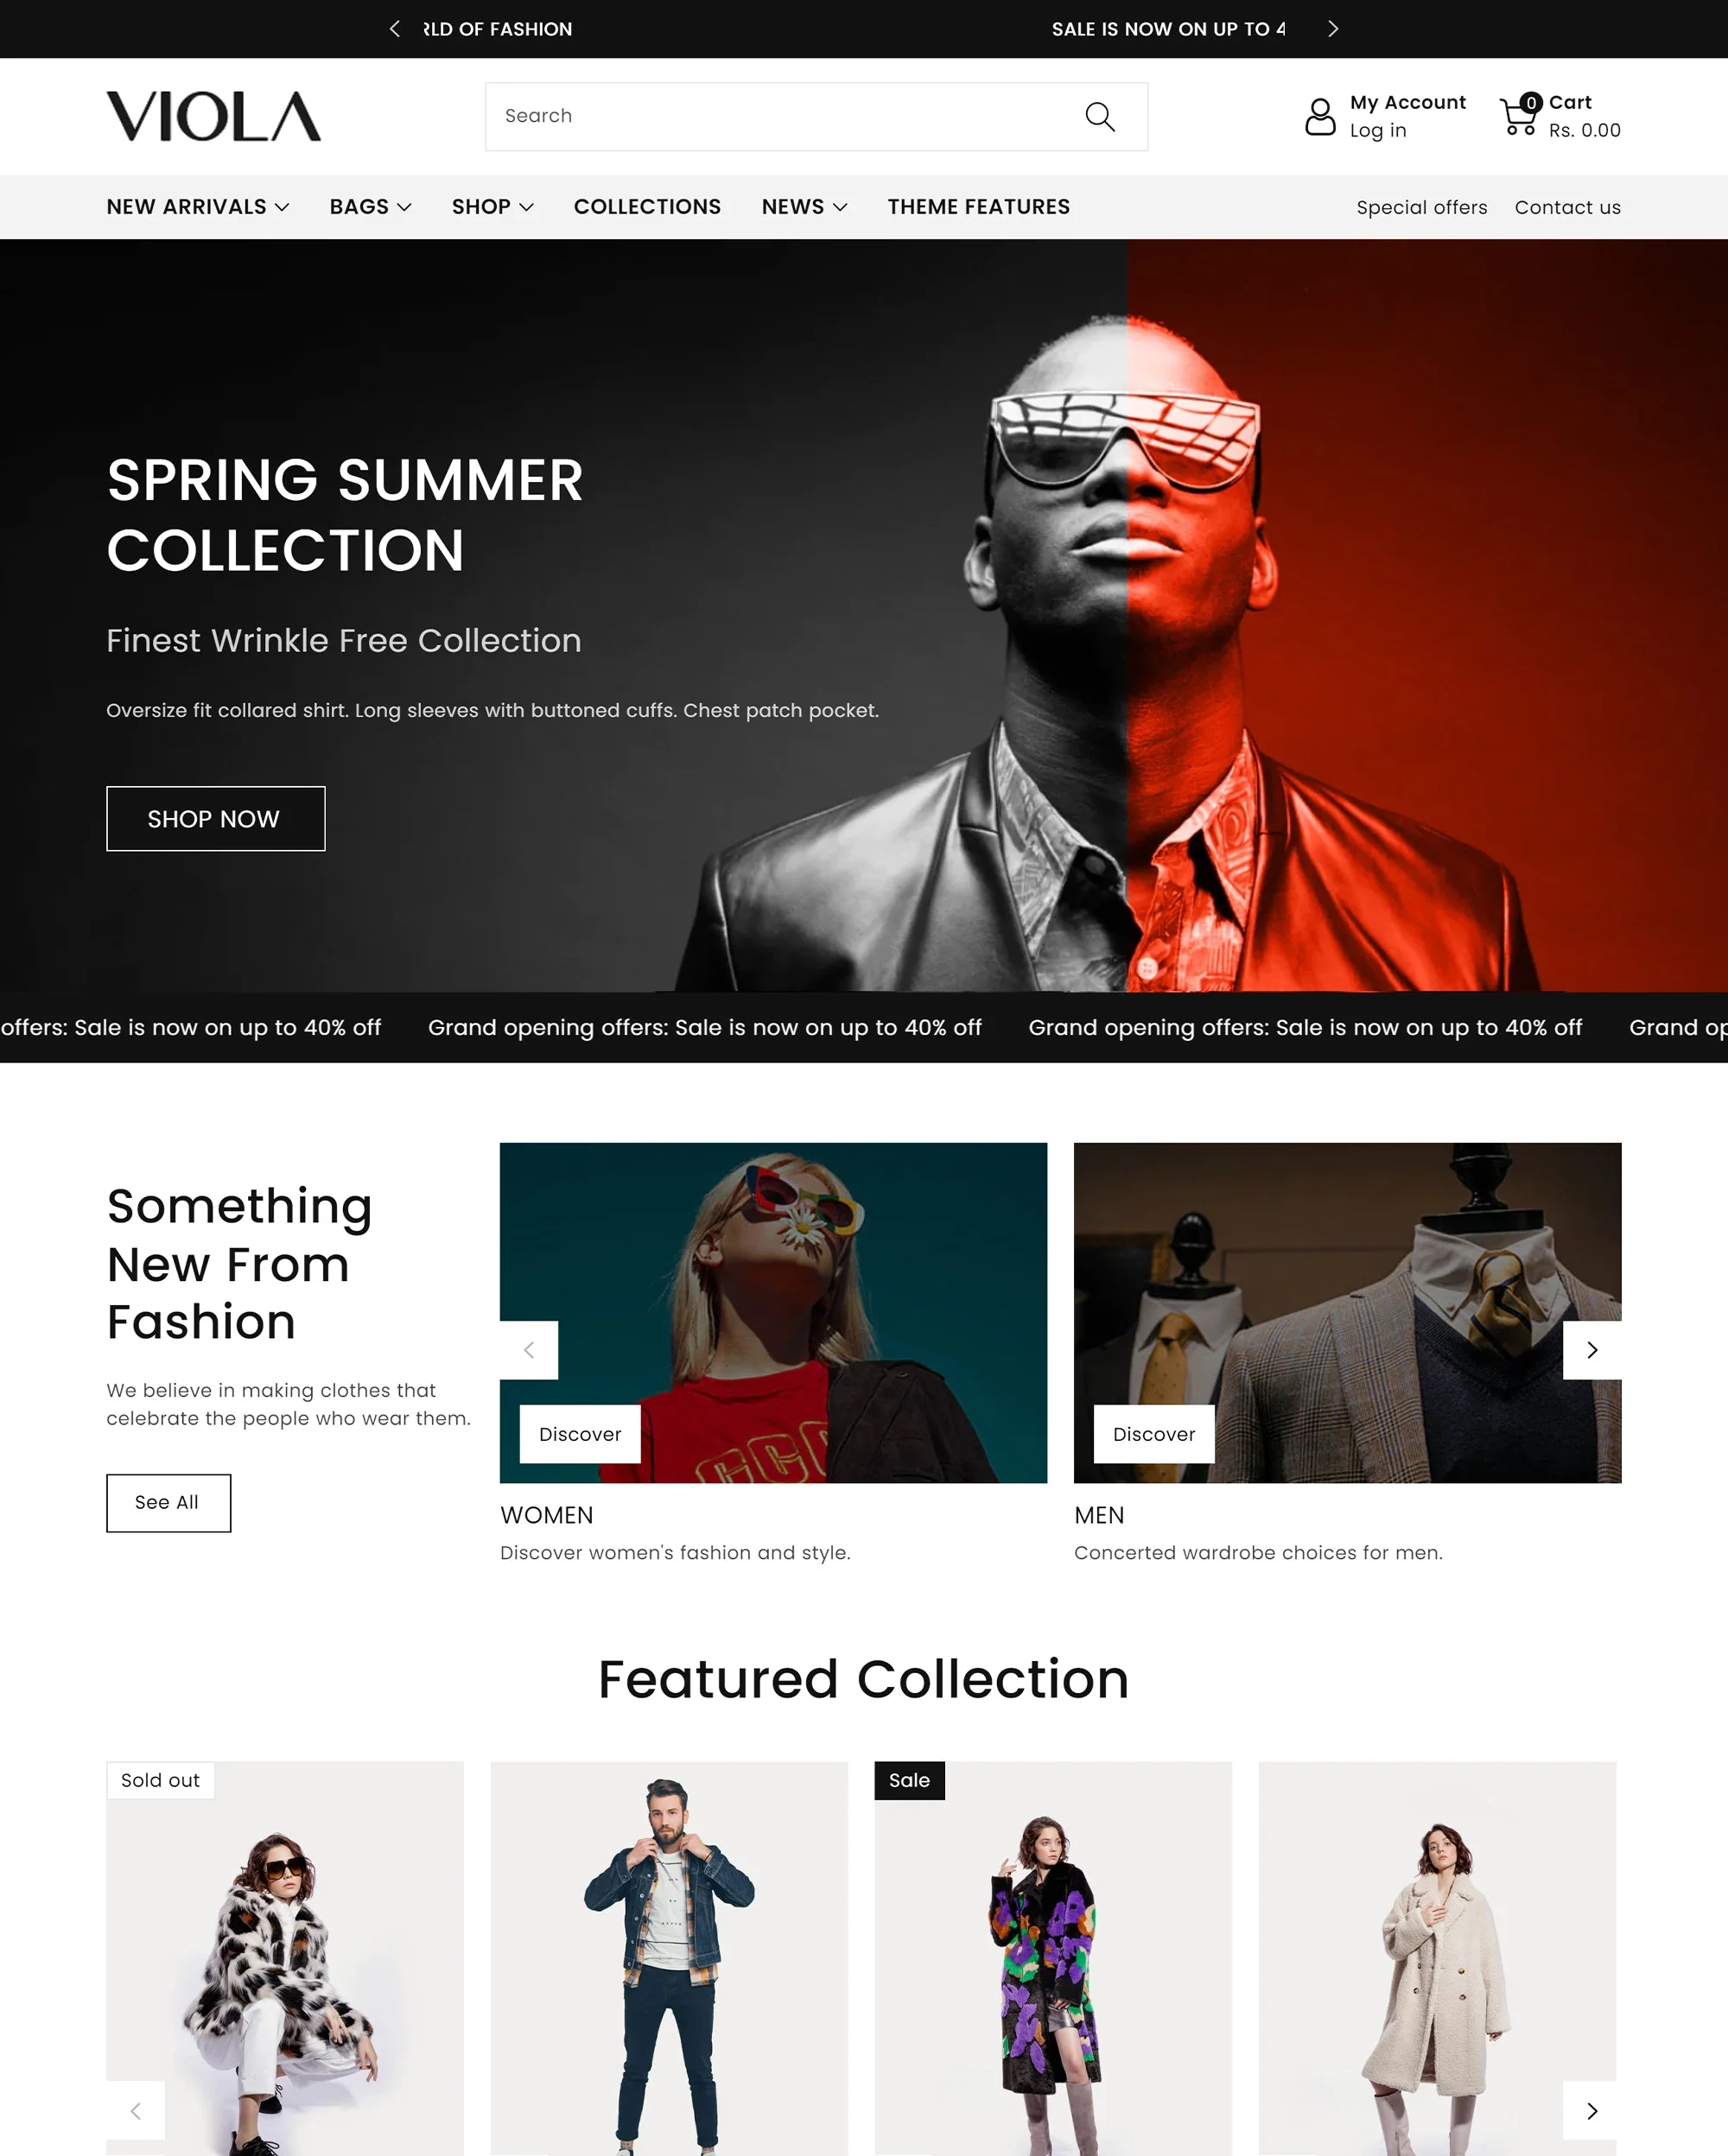 RLD OF FASHION
SALE IS NOW ON UP TO 4
VIOLA
Search
My Account
Log in
0
Cart
Rs. 0.00
NEW ARRIVALS
BAGS
SHOP
COLLECTIONS
NEWS
THEME FEATURES
Special offers
Contact us
SPRING SUMMER
COLLECTION
Finest Wrinkle Free Collection
Oversize fit collared shirt. Long sleeves with buttoned cuffs. Chest patch pocket.
SHOP NOW
offers: Sale is now on up to 40% off
Grand opening offers: Sale is now on up to 40% off
Grand opening offers: Sale is now on up to 40% off
Grand op
Something
New From
Fashion
We believe in making clothes that
celebrate the people who wear them.
See All
Discover
WOMEN
Discover women's fashion and style.
Discover
MEN
Concerted wardrobe choices for men.
Featured Collection
Sold out
Sale